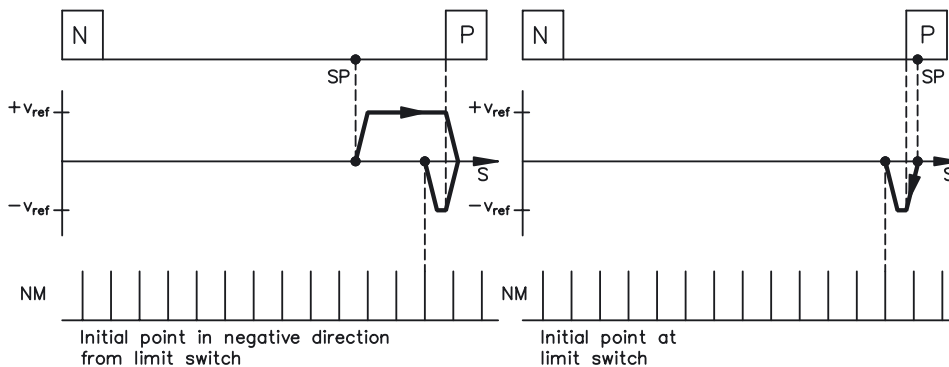 N
P
SP
+vref
S
−vref
NM
Initial point in negative direction
from limit switch
N
P
SP
+vref
S
−vref
NM
Initial point at
limit switch